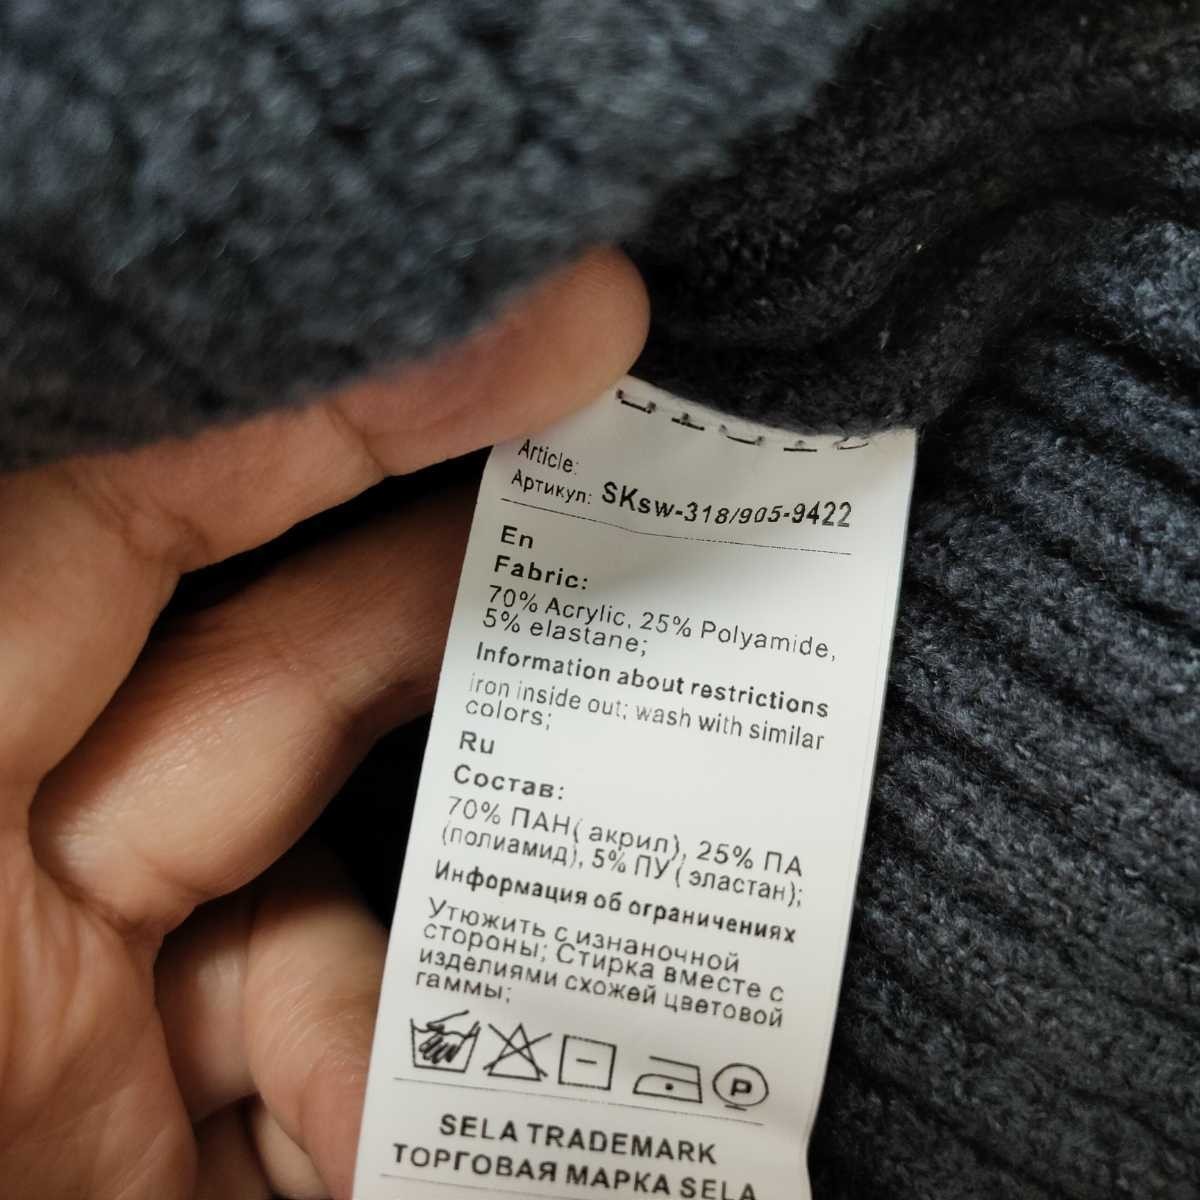 Article:
Артикул: SKsw-318/905-9422
En
Fabric:
70% Acrylic, 25% Polyamide,
5% elastane;
Information about restrictions
iron inside out; wash with similar
colors;
Ru
Состав:
70% ПАН( акрил), 25% ПА
(полиамид), 5% ПУ ( эластан);
Информация об ограничениях
Утюжить с изнаночной
стороны; Стирка вместе с
изделиями схожей цветовой
гаммы;
P
SELA TRADEMARK
ТОРГОВАЯ МАРКА SELA